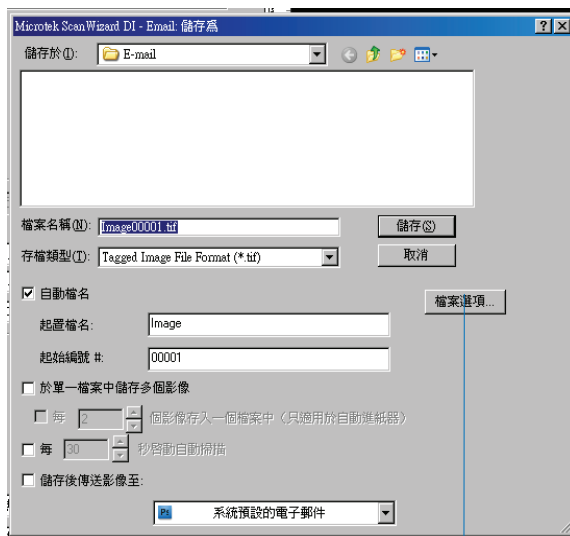 Microtek ScanWizard DI - Email: 儲存為
儲存於(I): E-mail
檔案名稱(N): Image00001.tif 儲存(S)
存檔類型(T): Tagged Image File Format (*.tif) 取消
自動檔名 檔案選項...
起置檔名: Image
起始編號 #: 00001
於單一檔案中儲存多個影像
每 2 個影像存入一個檔案中（只適用於自動進紙器）
每 30 秒啓動自動掃描
儲存後傳送影像至:
Ps 系統預設的電子郵件